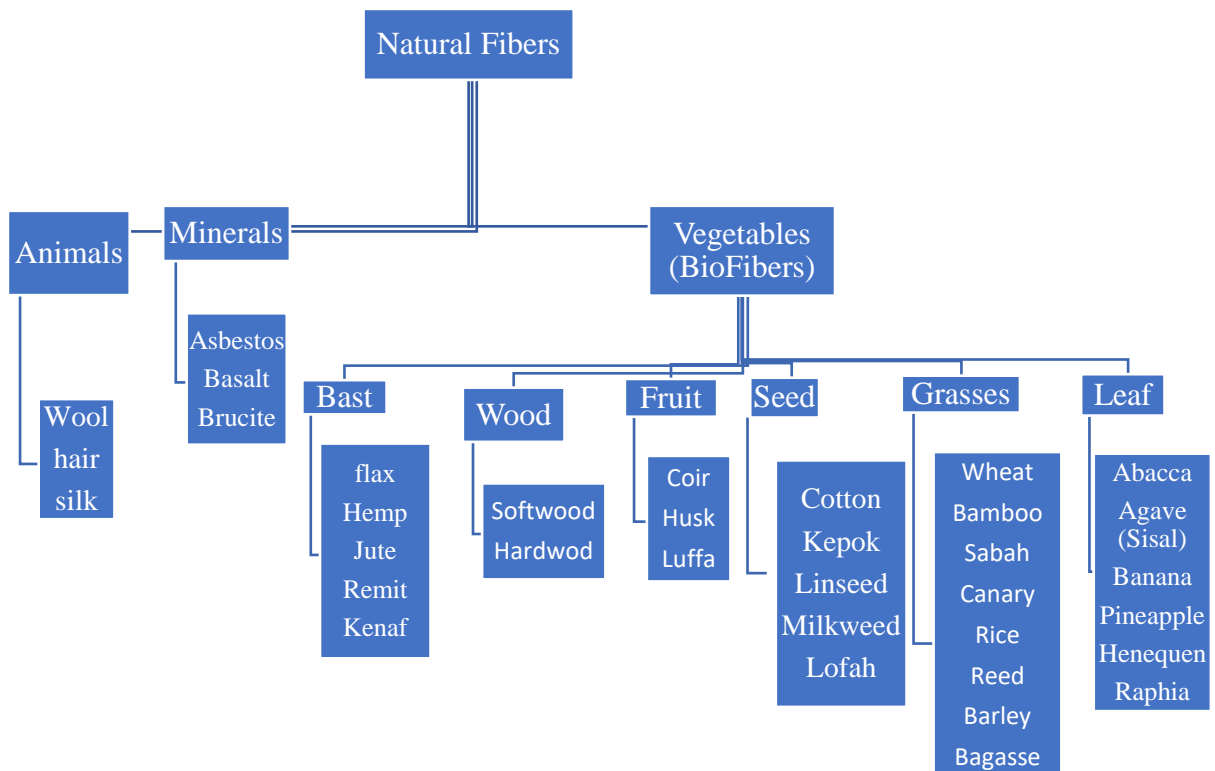 Natural Fibers
Animals
Minerals
Vegetables
(BioFibers)
Wool
hair
silk
Asbestos
Basalt
Brucite
Bast
flax
Hemp
Jute
Remit
Kenaf
Wood
Softwood
Hardwod
Fruit
Coir
Husk
Luffa
Seed
Cotton
Kepok
Linseed
Milkweed
Lofah
Grasses
Wheat
Bamboo
Sabah
Canary
Rice
Reed
Barley
Bagasse
Leaf
Abacca
Agave
(Sisal)
Banana
Pineapple
Henequen
Raphia